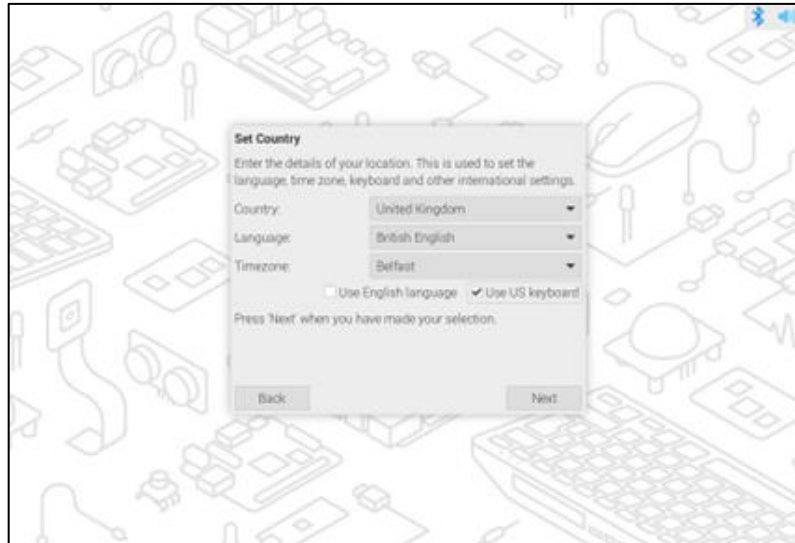 Set Country
Enter the details of your location. This is used to set the
language, time zone, keyboard and other international settings.
Country: United Kingdom
Language: British English
Timezone: Belfast
Use English language Use US keyboard
Press 'Next' when you have made your selection.
Back Next